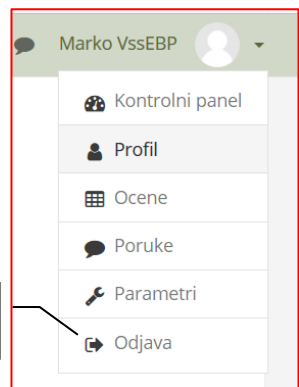 Marko VssEBP
Kontrolni panel
Profil
Ocene
Poruke
Parametri
Odjava